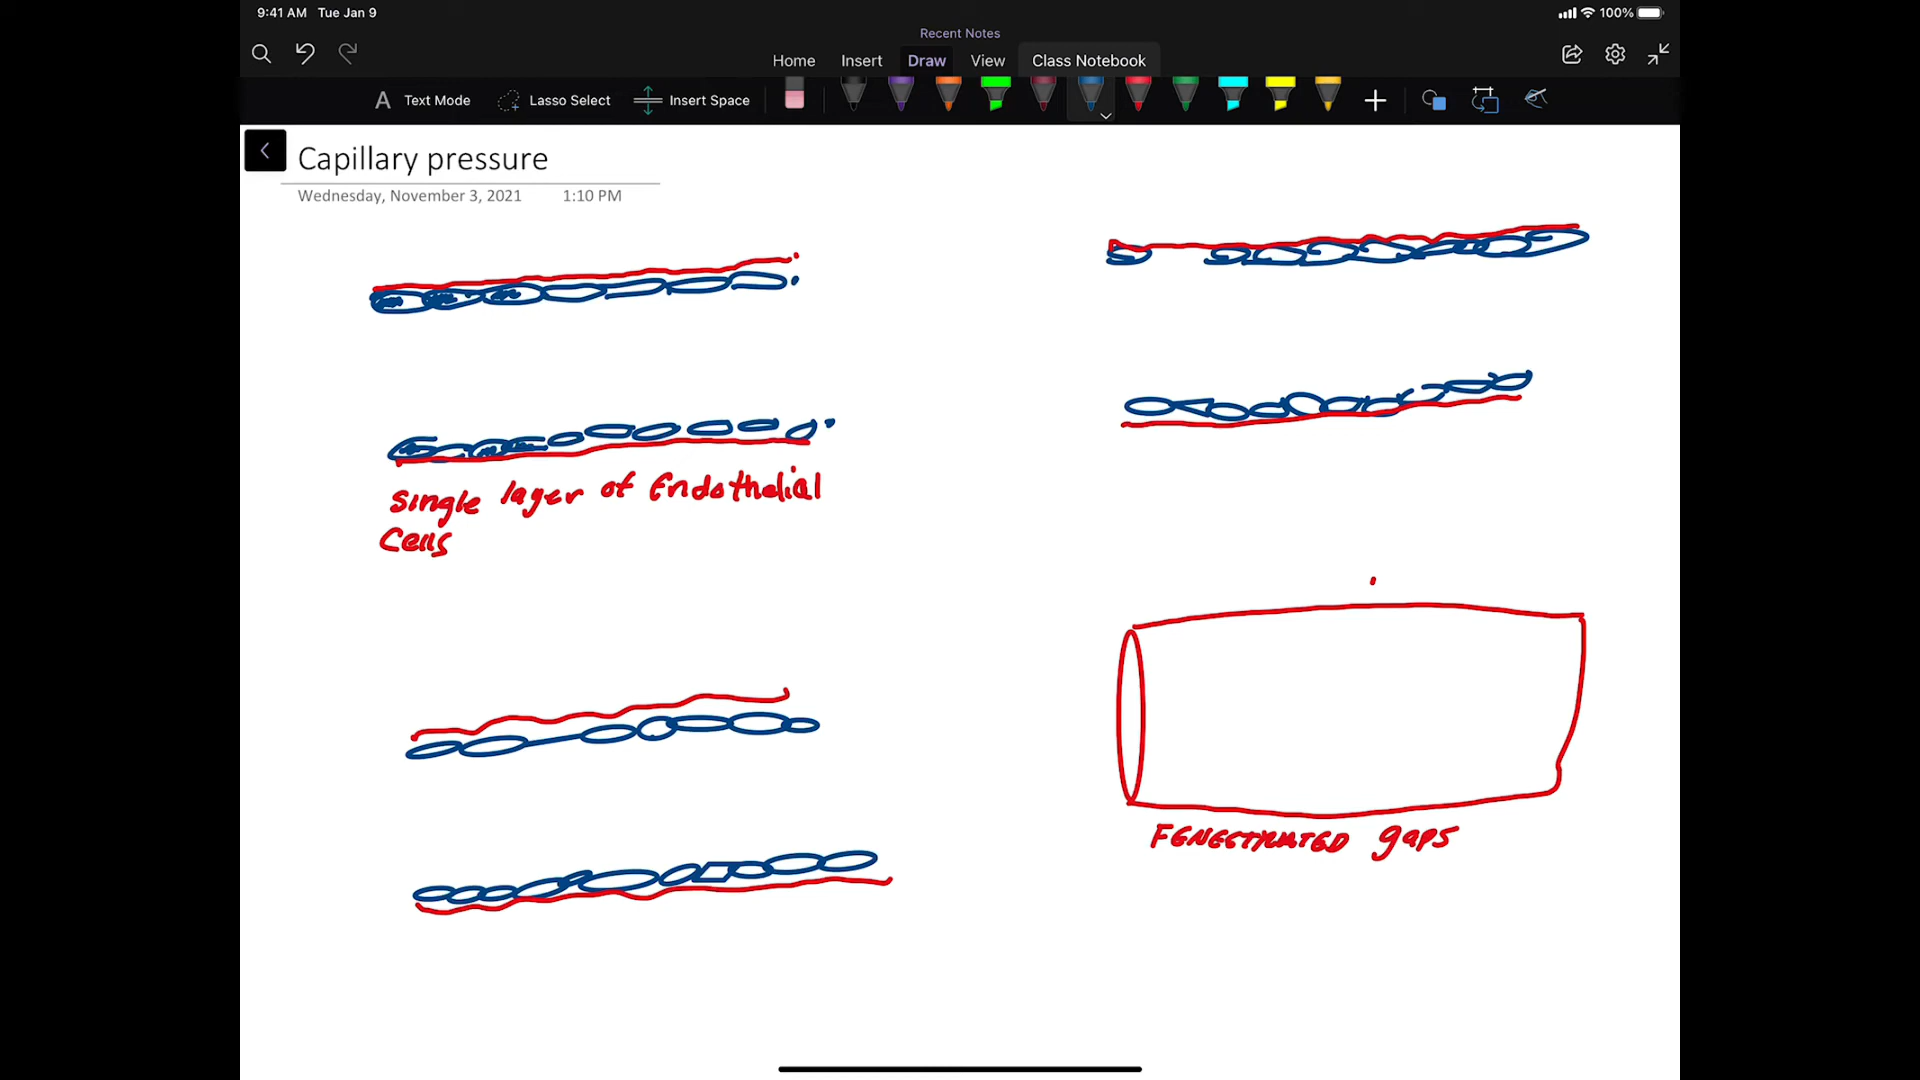 9:41 AM Tue Jan 9
100%
Recent Notes
Home Insert Draw View Class Notebook
A Text Mode Lasso Select Insert Space
Capillary pressure
Wednesday, November 3, 2021 1:10 PM
Single layer of Endothelial
Cells
FENESTRATED gaps